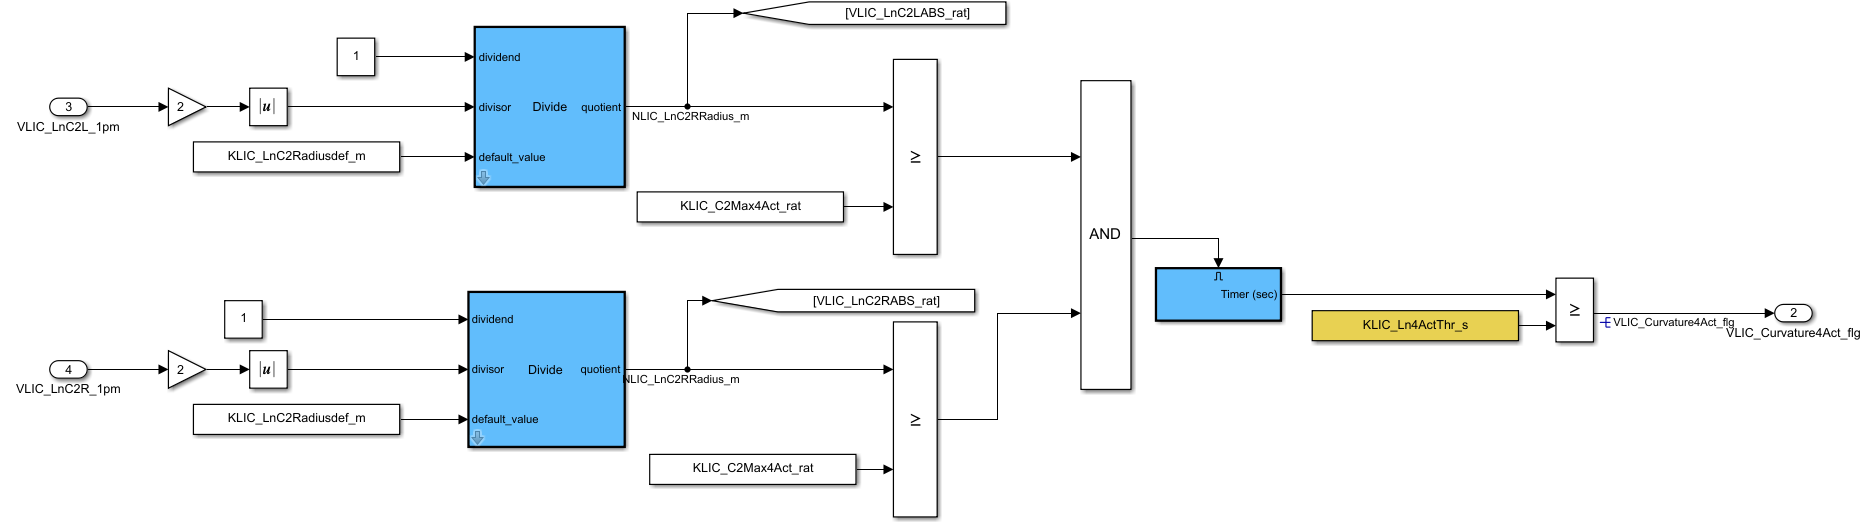 [VLIC_LnC2LABS_rat]
1
dividend
3
2
|u|
divisor
Divide
quotient
VLIC_LnC2L_1pm
NLIC_LnC2RRadius_m
KLIC_LnC2Radiusdef_m
default_value
≥
KLIC_C2Max4Act_rat
AND
Timer (sec)
[VLIC_LnC2RABS_rat]
1
dividend
KLIC_Ln4ActThr_s
≥
VLIC_Curvature4Act_flg
2
VLIC_Curvature4Act_flg
4
2
|u|
divisor
Divide
quotient
VLIC_LnC2R_1pm
NLIC_LnC2RRadius_m
KLIC_LnC2Radiusdef_m
default_value
≥
KLIC_C2Max4Act_rat